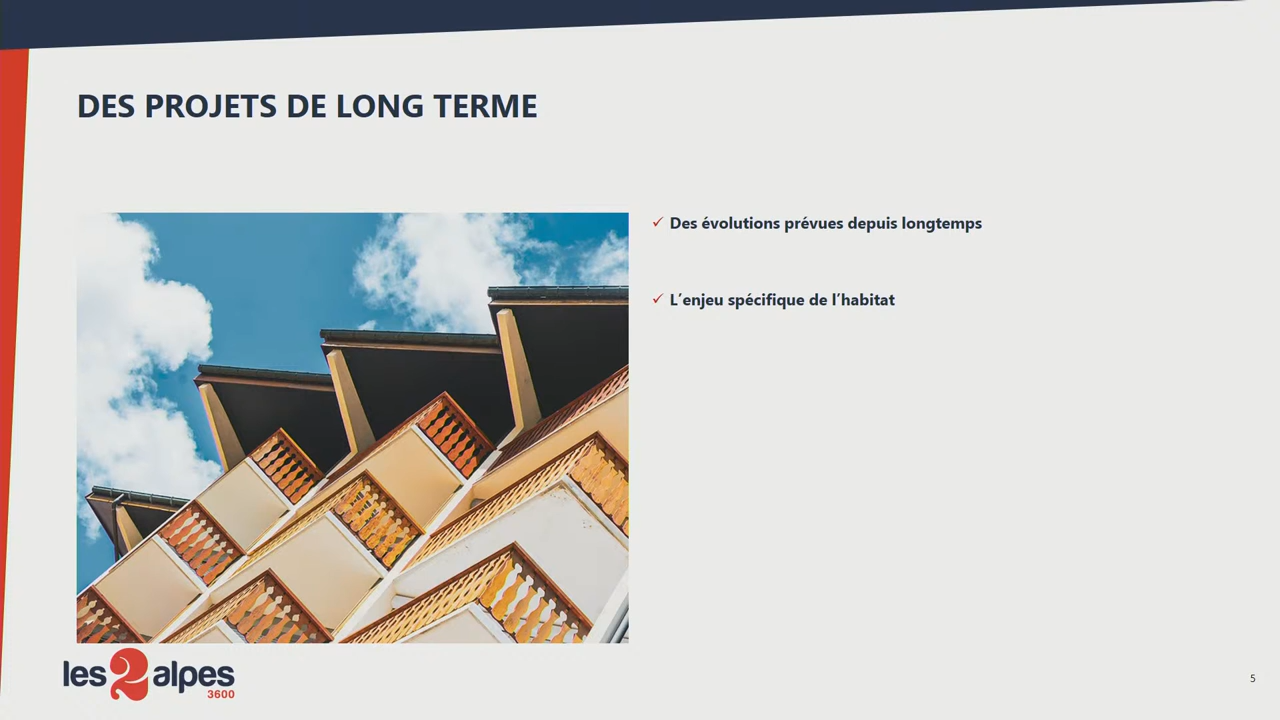 DES PROJETS DE LONG TERME
✓ Des évolutions prévues depuis longtemps
✓ L’enjeu spécifique de l’habitat
les 2 alpes
3600
5